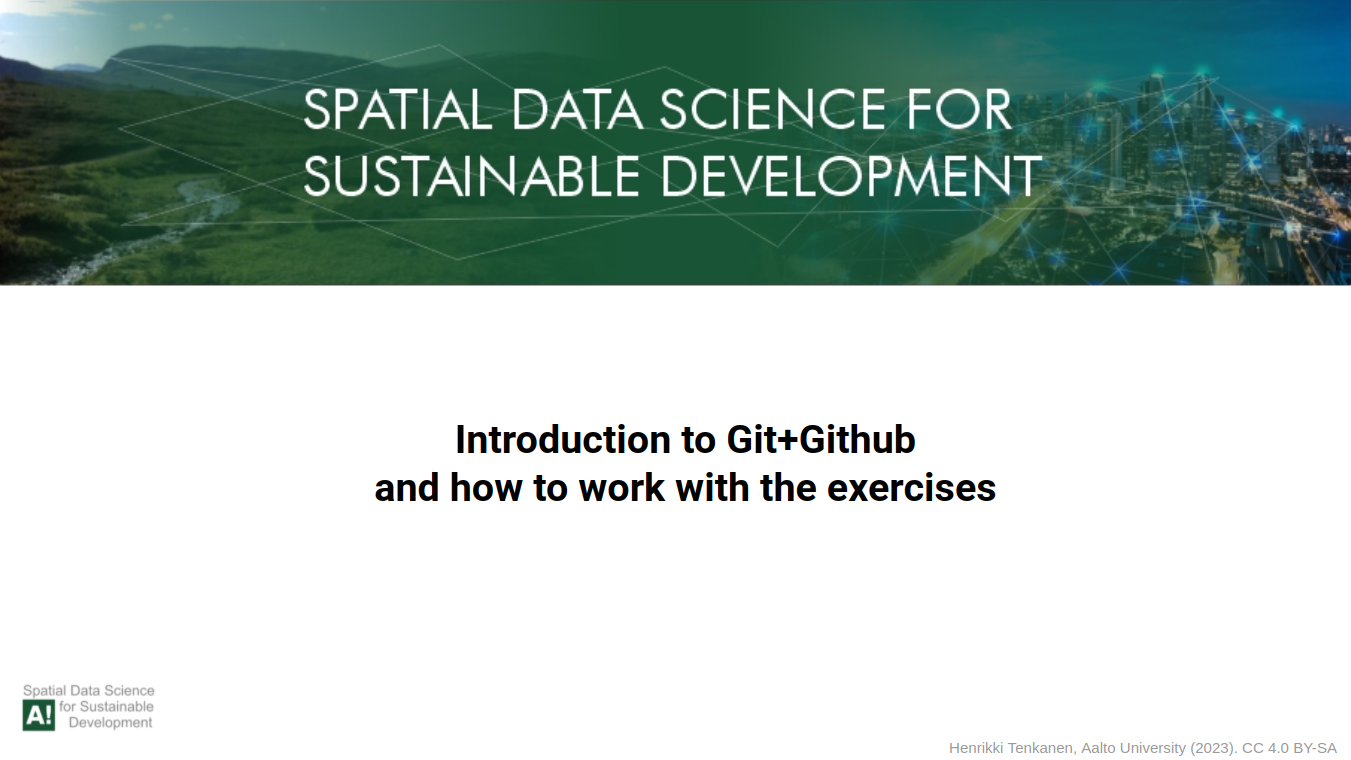 SPATIAL DATA SCIENCE FOR
SUSTAINABLE DEVELOPMENT
Introduction to Git+Github
and how to work with the exercises
Spatial Data Science
A! for Sustainable
Development
Henrikki Tenkanen, Aalto University (2023). CC 4.0 BY-SA